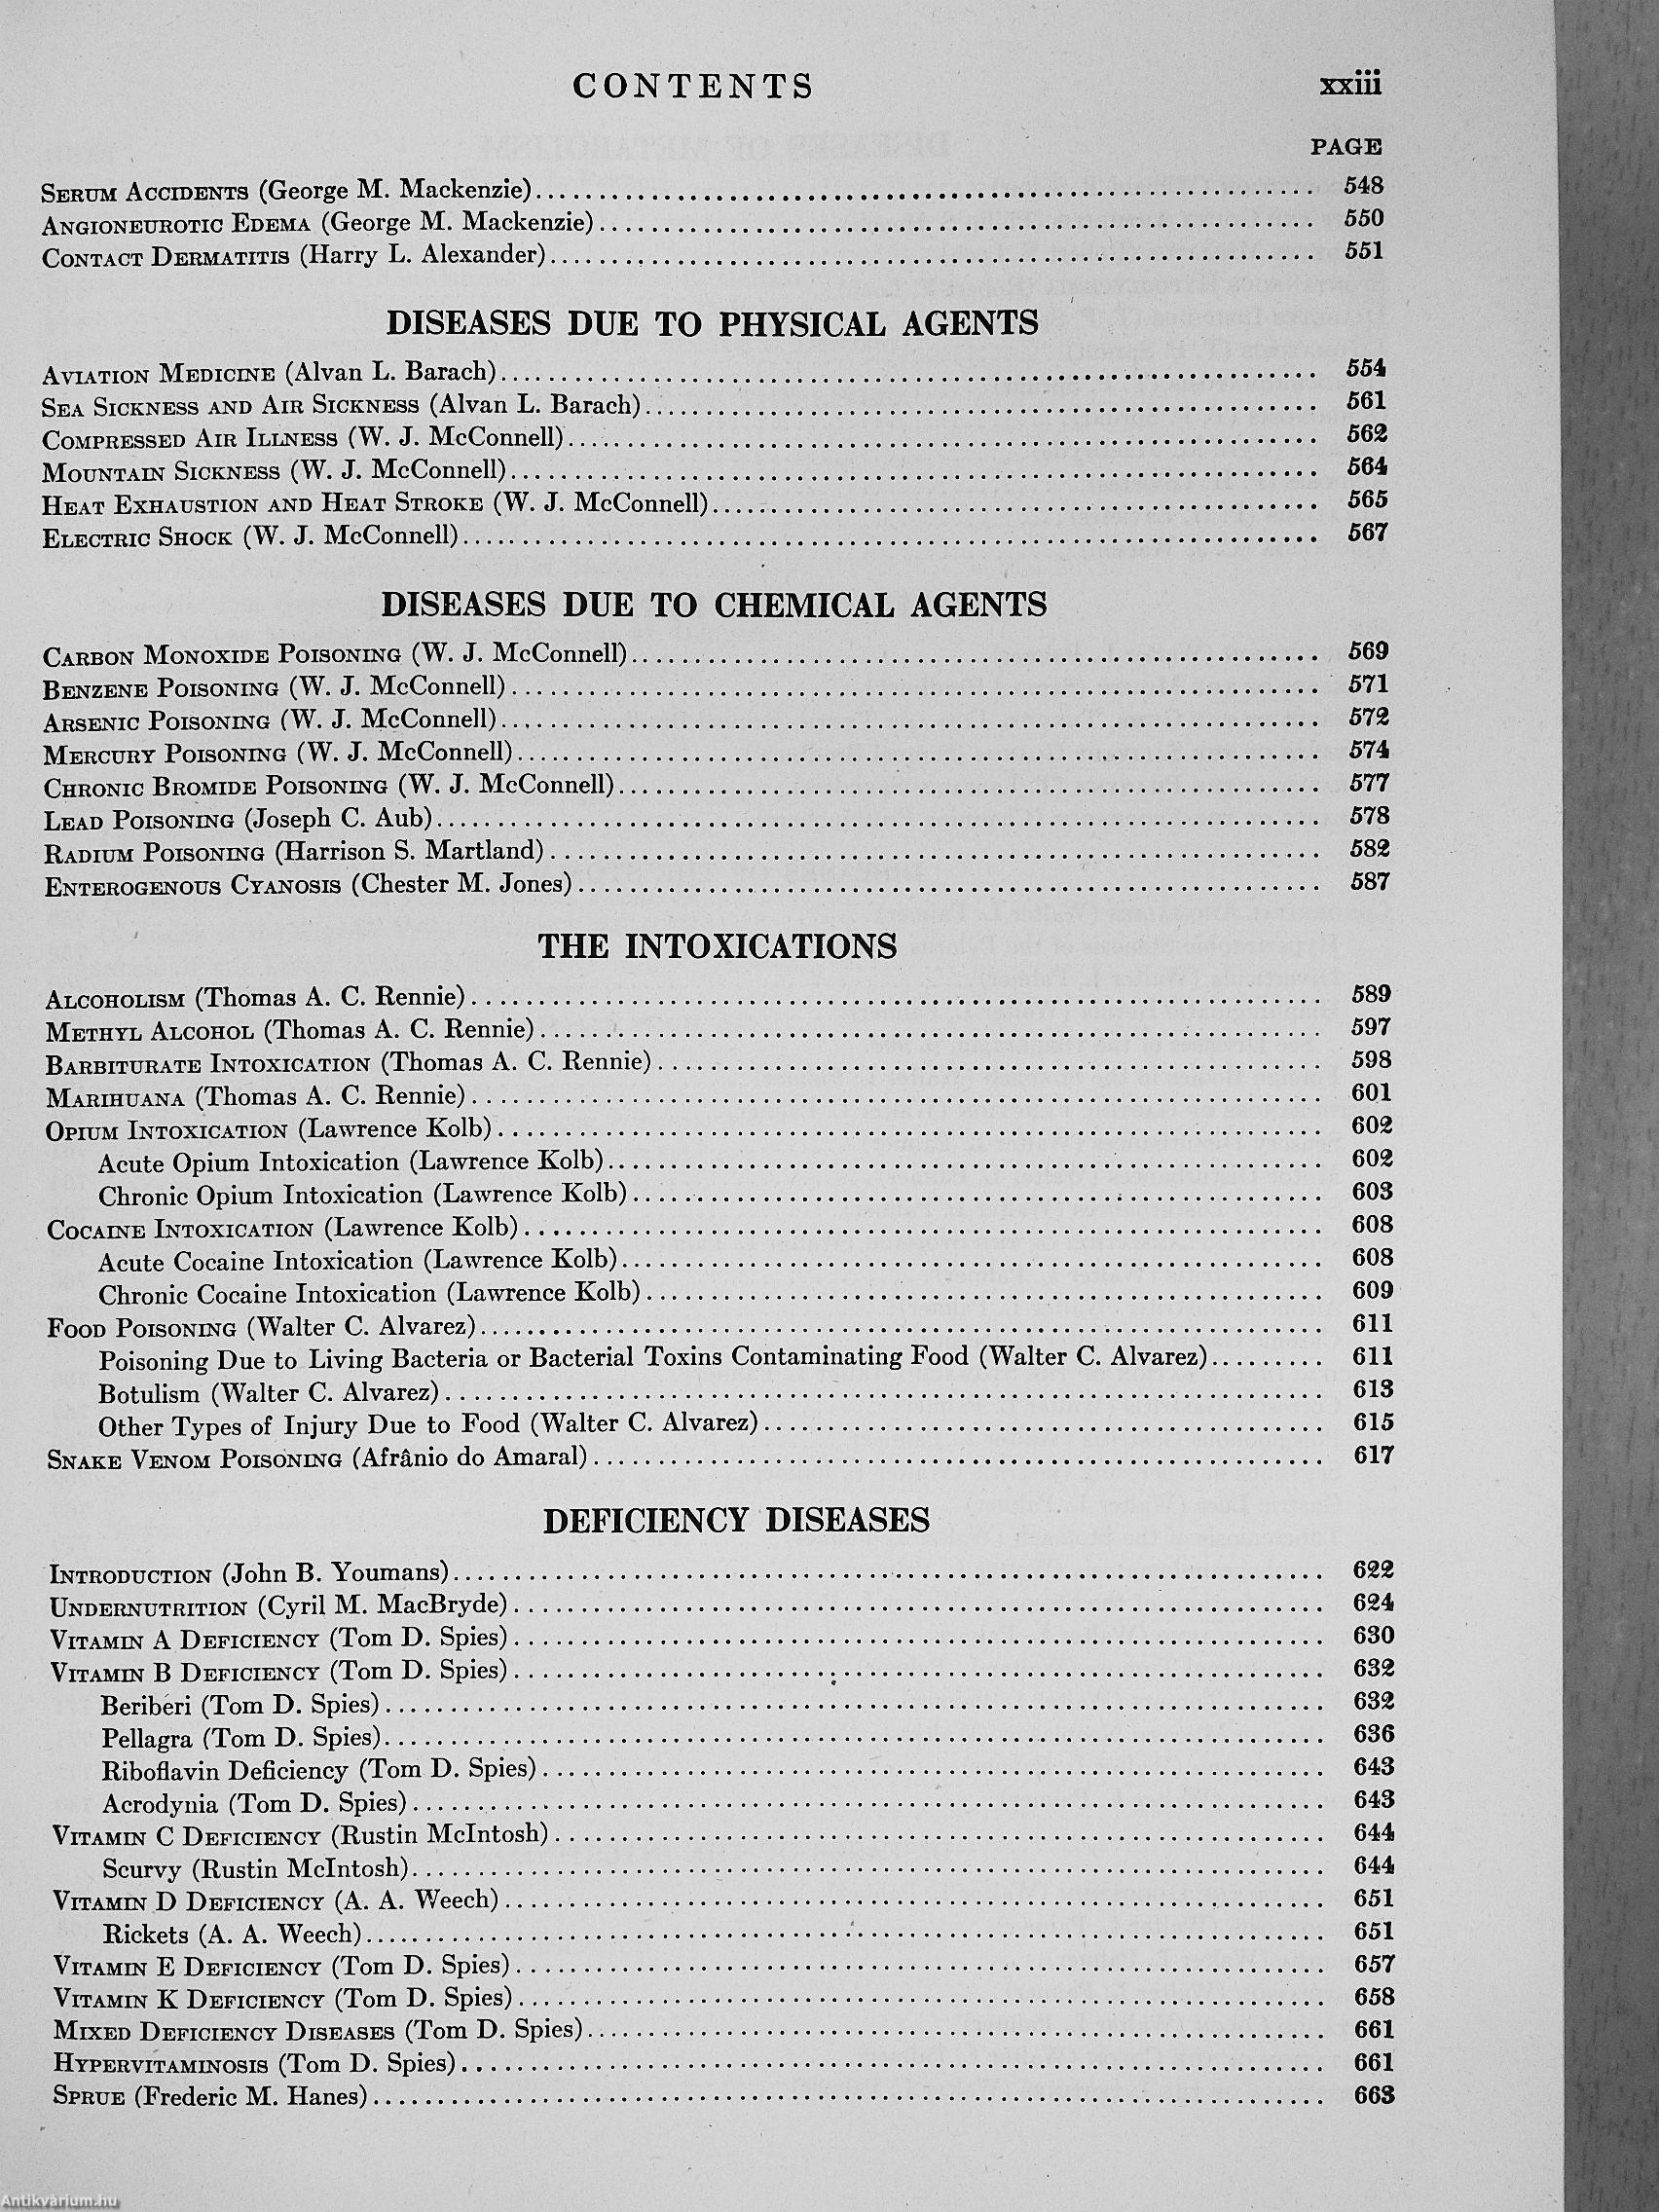 CONTENTS xxiii
PAGE
SERUM ACCIDENTS (George M. Mackenzie) 548
ANGIONEUROTIC EDEMA (George M. Mackenzie) 550
CONTACT DERMATITIS (Harry L. Alexander) 551
DISEASES DUE TO PHYSICAL AGENTS
AVIATION MEDICINE (Alvan L. Barach) 554
SEA SICKNESS AND AIR SICKNESS (Alvan L. Barach) 561
COMPRESSED AIR ILLNESS (W. J. McConnell) 562
MOUNTAIN SICKNESS (W. J. McConnell) 564
HEAT EXHAUSTION AND HEAT STROKE (W. J. McConnell) 565
ELECTRIC SHOCK (W. J. McConnell) 567
DISEASES DUE TO CHEMICAL AGENTS
CARBON MONOXIDE POISONING (W. J. McConnell) 569
BENZENE POISONING (W. J. McConnell) 571
ARSENIC POISONING (W. J. McConnell) 572
MERCURY POISONING (W. J. McConnell) 574
CHRONIC BROMIDE POISONING (W. J. McConnell) 577
LEAD POISONING (Joseph C. Aub) 578
RADIUM POISONING (Harrison S. Martland) 582
ENTEROGENOUS CYANOSIS (Chester M. Jones) 587
THE INTOXICATIONS
ALCOHOLISM (Thomas A. C. Rennie) 589
METHYL ALCOHOL (Thomas A. C. Rennie) 597
BARBITURATE INTOXICATION (Thomas A. C. Rennie) 598
MARIHUANA (Thomas A. C. Rennie) 601
OPIUM INTOXICATION (Lawrence Kolb) 602
Acute Opium Intoxication (Lawrence Kolb) 602
Chronic Opium Intoxication (Lawrence Kolb) 603
COCAINE INTOXICATION (Lawrence Kolb) 608
Acute Cocaine Intoxication (Lawrence Kolb) 608
Chronic Cocaine Intoxication (Lawrence Kolb) 609
FOOD POISONING (Walter C. Alvarez) 611
Poisoning Due to Living Bacteria or Bacterial Toxins Contaminating Food (Walter C. Alvarez) 611
Botulism (Walter C. Alvarez) 613
Other Types of Injury Due to Food (Walter C. Alvarez) 615
SNAKE VENOM POISONING (Afrânio do Amaral) 617
DEFICIENCY DISEASES
INTRODUCTION (John B. Youmans) 622
UNDERNUTRITION (Cyril M. MacBryde) 624
VITAMIN A DEFICIENCY (Tom D. Spies) 630
VITAMIN B DEFICIENCY (Tom D. Spies) 632
Beriberi (Tom D. Spies) 632
Pellagra (Tom D. Spies) 636
Riboflavin Deficiency (Tom D. Spies) 643
Acrodynia (Tom D. Spies) 643
VITAMIN C DEFICIENCY (Rustin McIntosh) 644
Scurvy (Rustin McIntosh) 644
VITAMIN D DEFICIENCY (A. A. Weech) 651
Rickets (A. A. Weech) 651
VITAMIN E DEFICIENCY (Tom D. Spies) 657
VITAMIN K DEFICIENCY (Tom D. Spies) 658
MIXED DEFICIENCY DISEASES (Tom D. Spies) 661
HYPERVITAMINOSIS (Tom D. Spies) 661
SPRUE (Frederic M. Hanes) 663
Antikvárium.hu